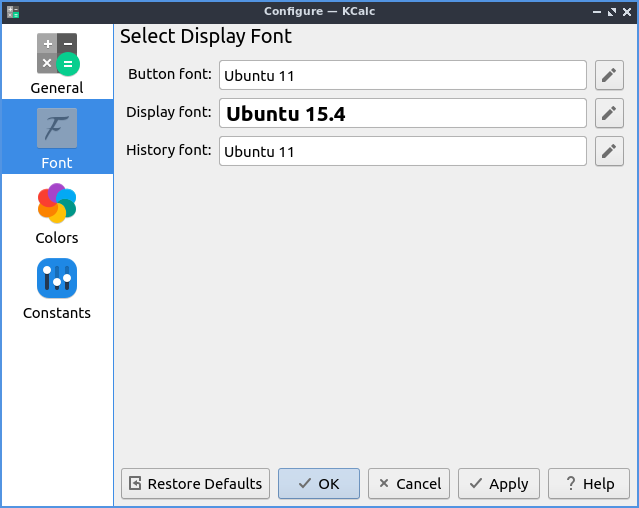 Configure — KCalc
General
Font
Colors
Constants
Select Display Font
Button font: Ubuntu 11
Display font: Ubuntu 15.4
History font: Ubuntu 11
Restore Defaults OK Cancel Apply ? Help